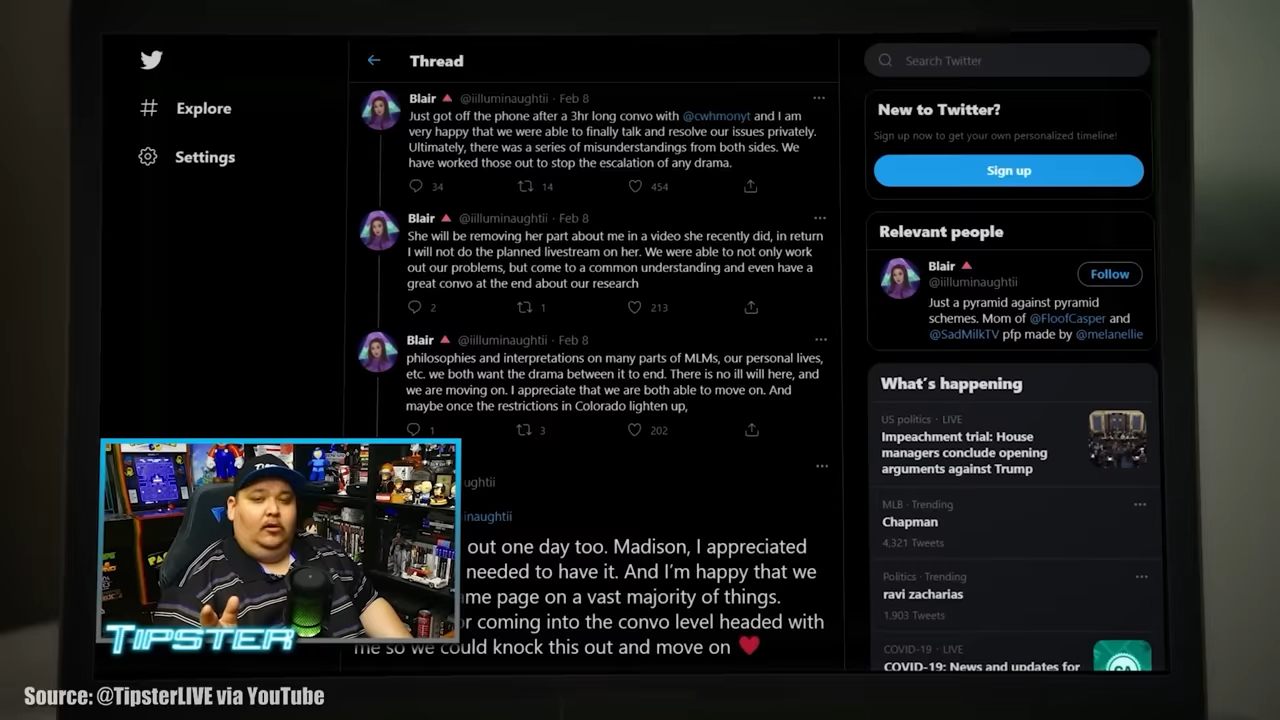 Explore
Settings
Thread
Blair @iilluminaughtii · Feb 8
Just got off the phone after a 3hr long convo with @cwhmonyt and I am
very happy that we were able to finally talk and resolve our issues privately.
Ultimately, there was a series of misunderstandings from both sides. We
have worked those out to stop the escalation of any drama.
34 14 454
Blair @iilluminaughtii · Feb 8
She will be removing her part about me in a video she recently did, in return
I will not do the planned livestream on her. We were able to not only work
out our problems, but come to a common understanding and even have a
great convo at the end about our research
2 1 213
Blair @iilluminaughtii · Feb 8
philosophies and interpretations on many parts of MLMs, our personal lives,
etc. we both want the drama between it to end. There is no ill will here, and
we are moving on. I appreciate that we are both able to move on. And
maybe once the restrictions in Colorado lighten up,
1 3 202
ughtii
inaughtii
out one day too. Madison, I appreciated
needed to have it. And I'm happy that we
me page on a vast majority of things.
or coming into the convo level headed with
me so we could knock this out and move on
Search Twitter
New to Twitter?
Sign up now to get your own personalized timeline!
Sign up
Relevant people
Blair
@iilluminaughtii
Follow
Just a pyramid against pyramid
schemes. Mom of @FloofCasper and
@SadMilkTV pfp made by @melanellie
What's happening
US politics · LIVE
Impeachment trial: House
managers conclude opening
arguments against Trump
MLB · Trending
Chapman
4,321 Tweets
Politics · Trending
ravi zacharias
1,903 Tweets
COVID-19 · LIVE
COVID-19: News and updates for
TIPSTER
Source: @TipsterLIVE via YouTube